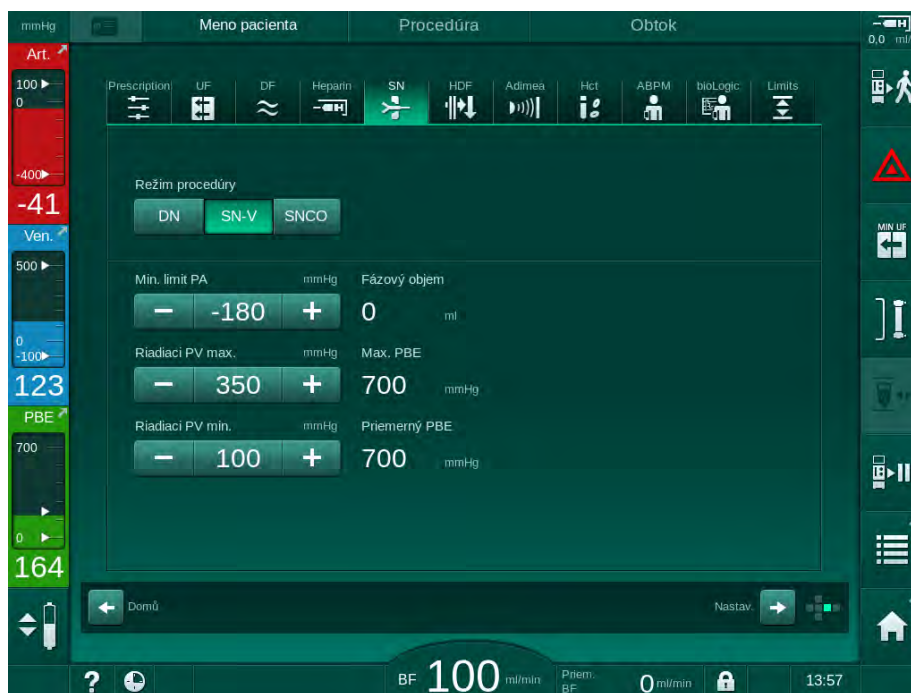 mmHg Meno pacienta Procedúra Obtok
0,0 ml/
Art.
100
0
-400
-41
Ven.
500
0
-100
123
PBE
700
0
164
Prescription UF DF Heparin SN HDF Adimea Hct ABPM bioLogic Limits
Režim procedúry
DN SN-V SNCO
Min. limit PA mmHg Fázový objem
− -180 + 0 ml
Riadiaci PV max. mmHg Max. PBE
− 350 + 700 mmHg
Riadiaci PV min. mmHg Priemerný PBE
− 100 + 700 mmHg
MIN UF
Domů Nastav.
? BF 100 ml/min Priem. BF 0 ml/min 13:57